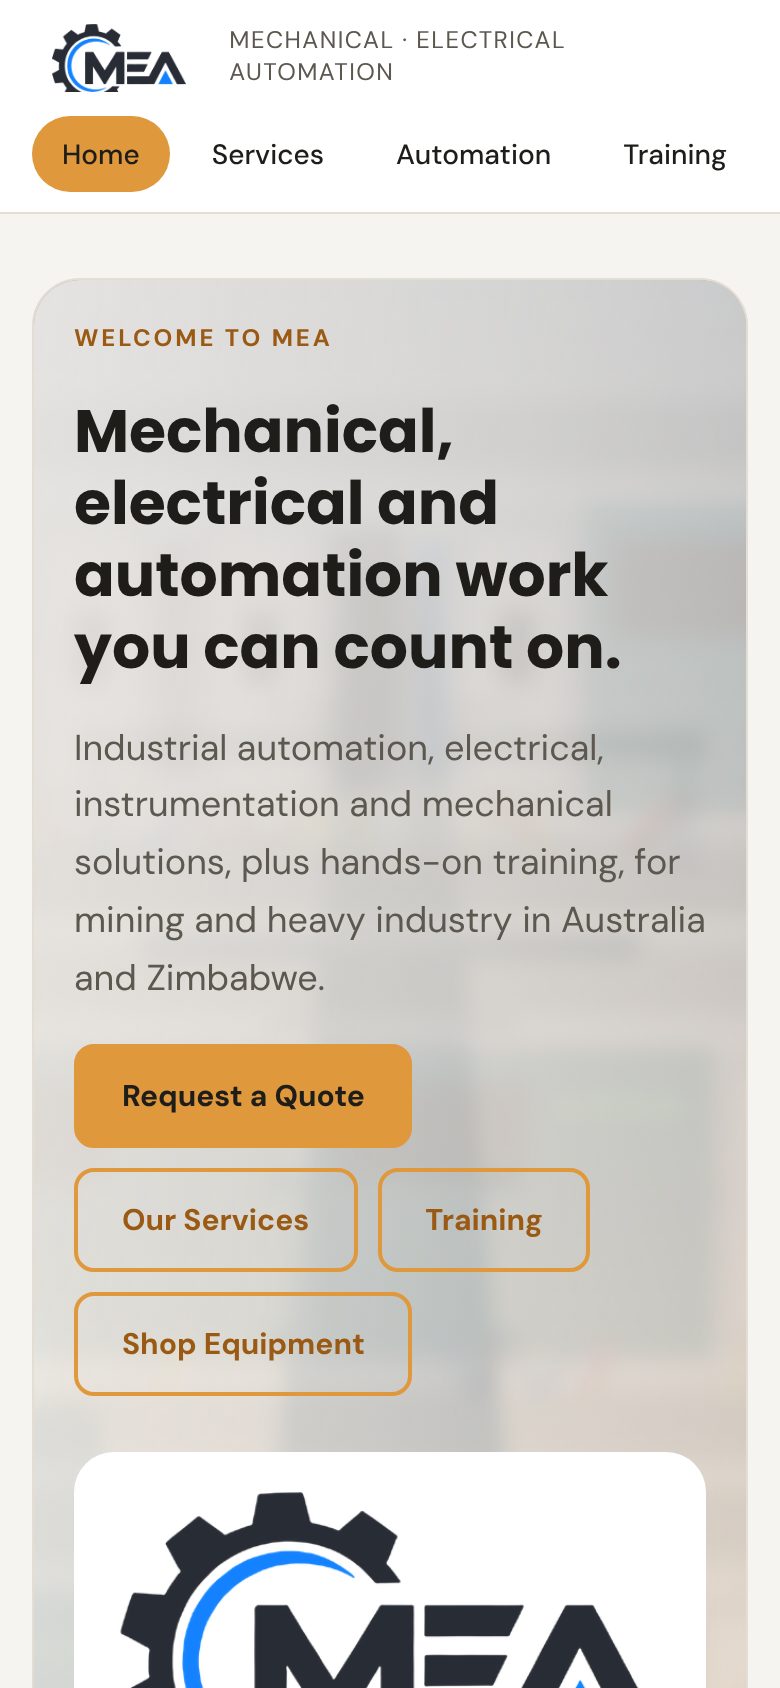 MEA
MECHANICAL · ELECTRICAL
AUTOMATION
Home Services Automation Training
WELCOME TO MEA
Mechanical,
electrical and
automation work
you can count on.
Industrial automation, electrical,
instrumentation and mechanical
solutions, plus hands-on training, for
mining and heavy industry in Australia
and Zimbabwe.
Request a Quote
Our Services Training
Shop Equipment
MEA